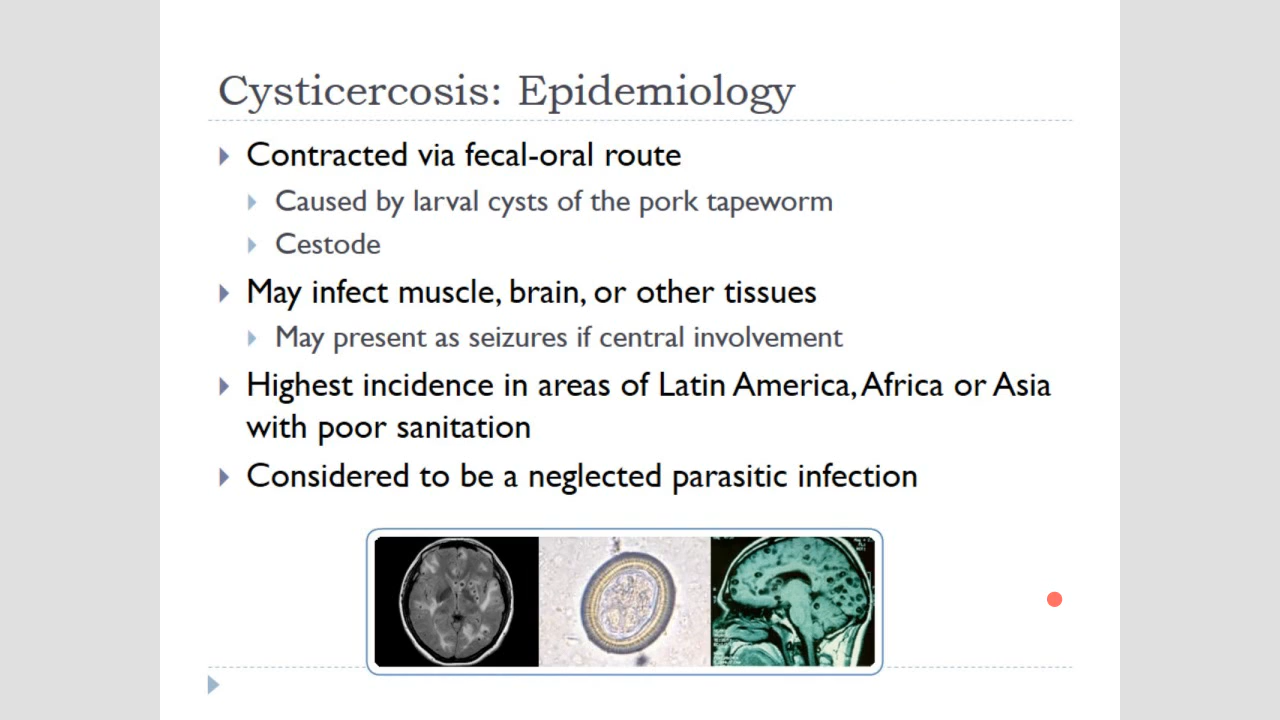 Cysticercosis: Epidemiology
Contracted via fecal-oral route
Caused by larval cysts of the pork tapeworm
Cestode
May infect muscle, brain, or other tissues
May present as seizures if central involvement
Highest incidence in areas of Latin America, Africa or Asia
with poor sanitation
Considered to be a neglected parasitic infection